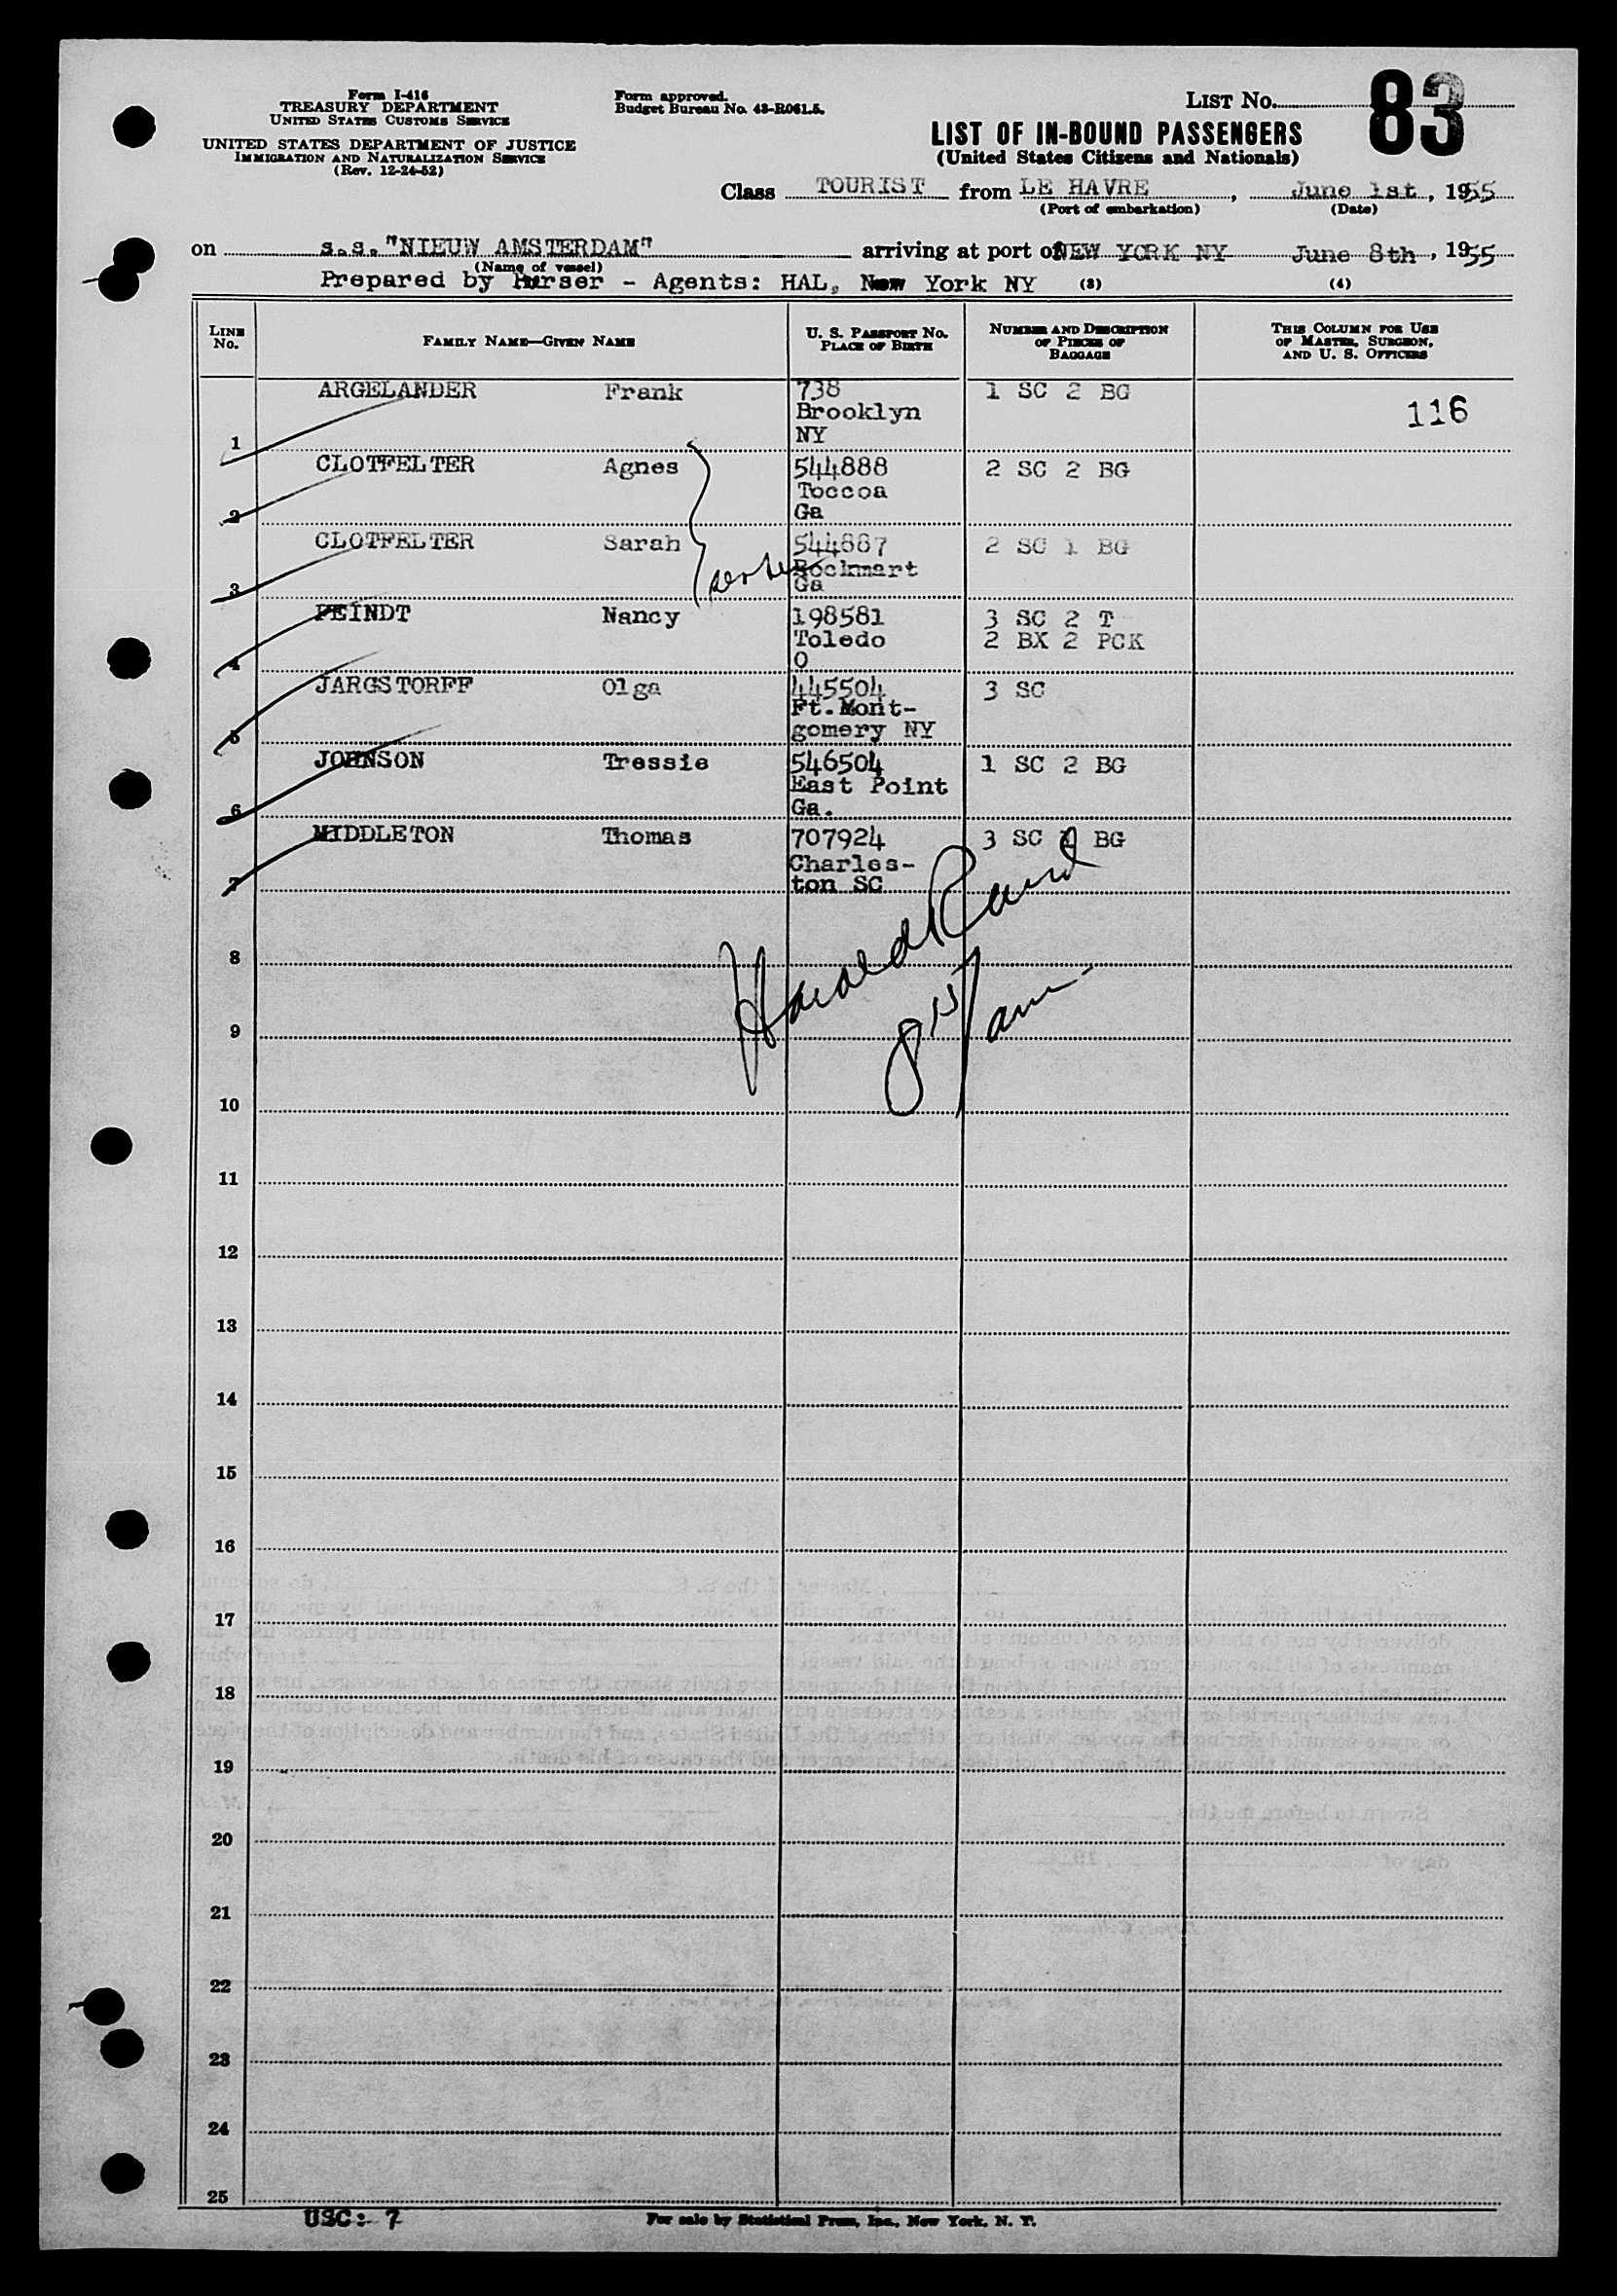 Form I-416
TREASURY DEPARTMENT
UNITED STATES CUSTOMS SERVICE
UNITED STATES DEPARTMENT OF JUSTICE
IMMIGRATION AND NATURALIZATION SERVICE
(Rev. 12-24-52)
Form approved.
Budget Bureau No. 43-R061.5.
LIST No. 83
LIST OF IN-BOUND PASSENGERS
(United States Citizens and Nationals)
Class TOURIST from LE HAVRE, June 1st, 1955
(Port of embarkation) (Date)
on s.s. "NIEUW AMSTERDAM" arriving at port of NEW YORK NY June 8th, 1955
(Name of vessel)
Prepared by Purser - Agents: HAL, New York NY (3) (4)
LINE No. FAMILY NAME—GIVEN NAME U. S. PASSPORT No. PLACE OF BIRTH NUMBER AND DESCRIPTION OF PIECES OF BAGGAGE THIS COLUMN FOR USE OF MASTER, SURGEON, AND U. S. OFFICERS
ARGELANDER Frank 738 1 SC 2 BG 116
Brooklyn
1 NY
CLOTFELTER Agnes 544888 2 SC 2 BG
Toccoa
2 Ga
CLOTFELTER Sarah 544887 2 SC 1 BG
Rockmart
3 Ga
FEINDT Nancy 198581 3 SC 2 T
Toledo 2 BX 2 PCK
4 O
JARGSTORFF Olga 445504 3 SC
Ft.Mont-
5 gomery NY
JOHNSON Tressie 546504 1 SC 2 BG
East Point
6 Ga.
MIDDLETON Thomas 707924 3 SC BG
Charles-
7 ton SC
Harold
8
8 15 am
9
10
11
12
13
14
15
16
17
18
19
20
21
22
23
24
25
USC: 7 For sale by Statistical Press, Inc., New York, N. Y.